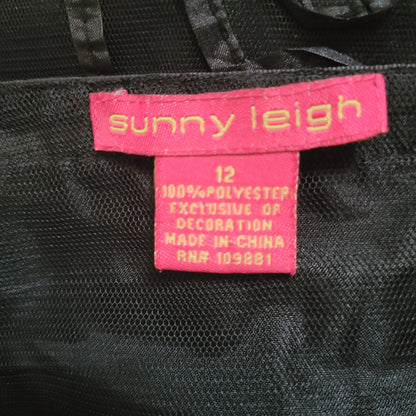 sunny leigh
12
100% POLYESTER
EXCLUSIVE OF
DECORATION
MADE IN CHINA
RN# 109881